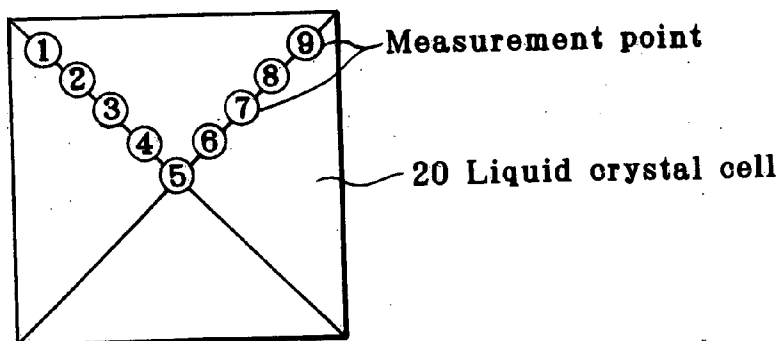 ① ② ③ ④ ⑤ ⑥ ⑦ ⑧ ⑨
Measurement point
20 Liquid crystal cell